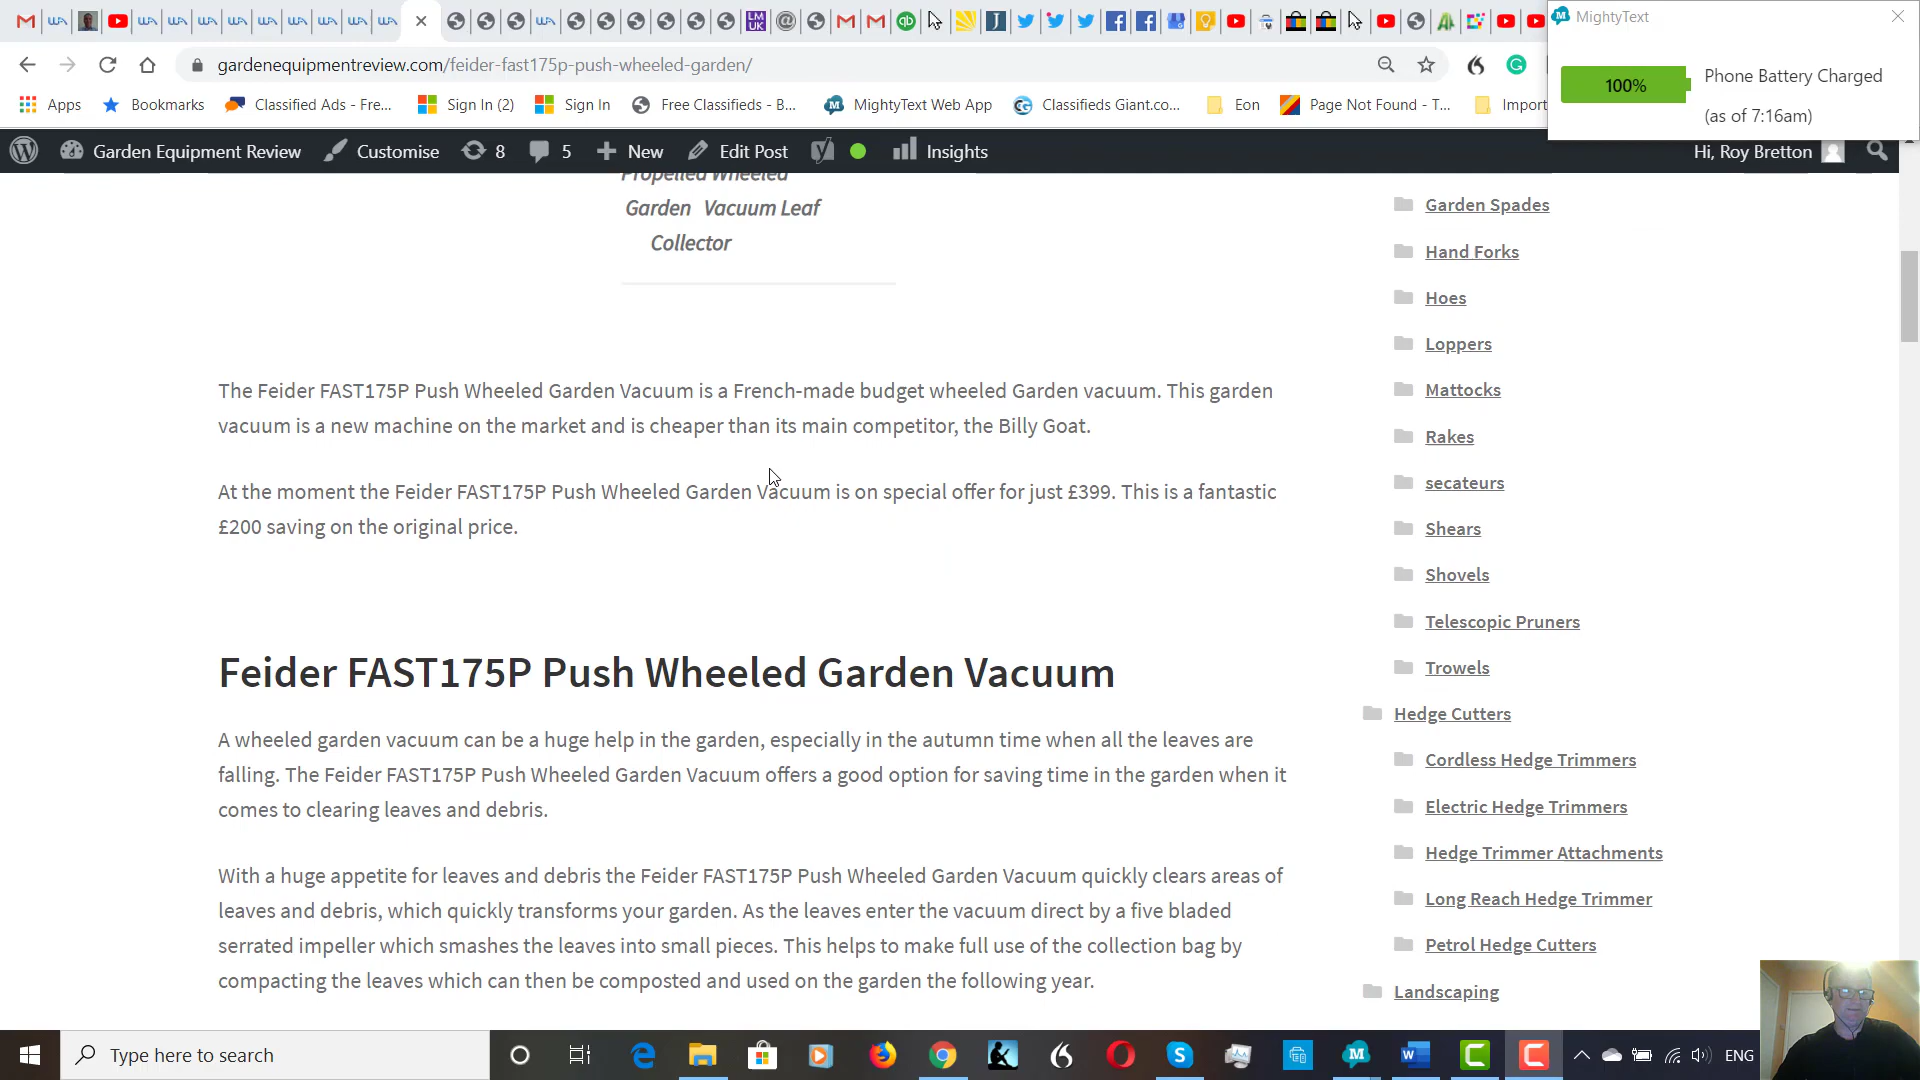 MightyText
gardenequipmentreview.com/feider-fast175p-push-wheeled-garden/
100%
Phone Battery Charged
(as of 7:16am)
Apps
Bookmarks
Classified Ads - Fre...
Sign In (2)
Sign In
Free Classifieds - B...
MightyText Web App
Classifieds Giant.co...
Eon
Page Not Found - T...
Import
Garden Equipment Review
Customise
8
5
New
Edit Post
Insights
Hi, Roy Bretton
Propelled Wheeled
Garden Vacuum Leaf
Collector
The Feider FAST175P Push Wheeled Garden Vacuum is a French-made budget wheeled Garden vacuum. This garden
vacuum is a new machine on the market and is cheaper than its main competitor, the Billy Goat.
At the moment the Feider FAST175P Push Wheeled Garden Vacuum is on special offer for just £399. This is a fantastic
£200 saving on the original price.
Feider FAST175P Push Wheeled Garden Vacuum
A wheeled garden vacuum can be a huge help in the garden, especially in the autumn time when all the leaves are
falling. The Feider FAST175P Push Wheeled Garden Vacuum offers a good option for saving time in the garden when it
comes to clearing leaves and debris.
With a huge appetite for leaves and debris the Feider FAST175P Push Wheeled Garden Vacuum quickly clears areas of
leaves and debris, which quickly transforms your garden. As the leaves enter the vacuum direct by a five bladed
serrated impeller which smashes the leaves into small pieces. This helps to make full use of the collection bag by
compacting the leaves which can then be composted and used on the garden the following year.
Garden Spades
Hand Forks
Hoes
Loppers
Mattocks
Rakes
secateurs
Shears
Shovels
Telescopic Pruners
Trowels
Hedge Cutters
Cordless Hedge Trimmers
Electric Hedge Trimmers
Hedge Trimmer Attachments
Long Reach Hedge Trimmer
Petrol Hedge Cutters
Landscaping
Type here to search
ENG